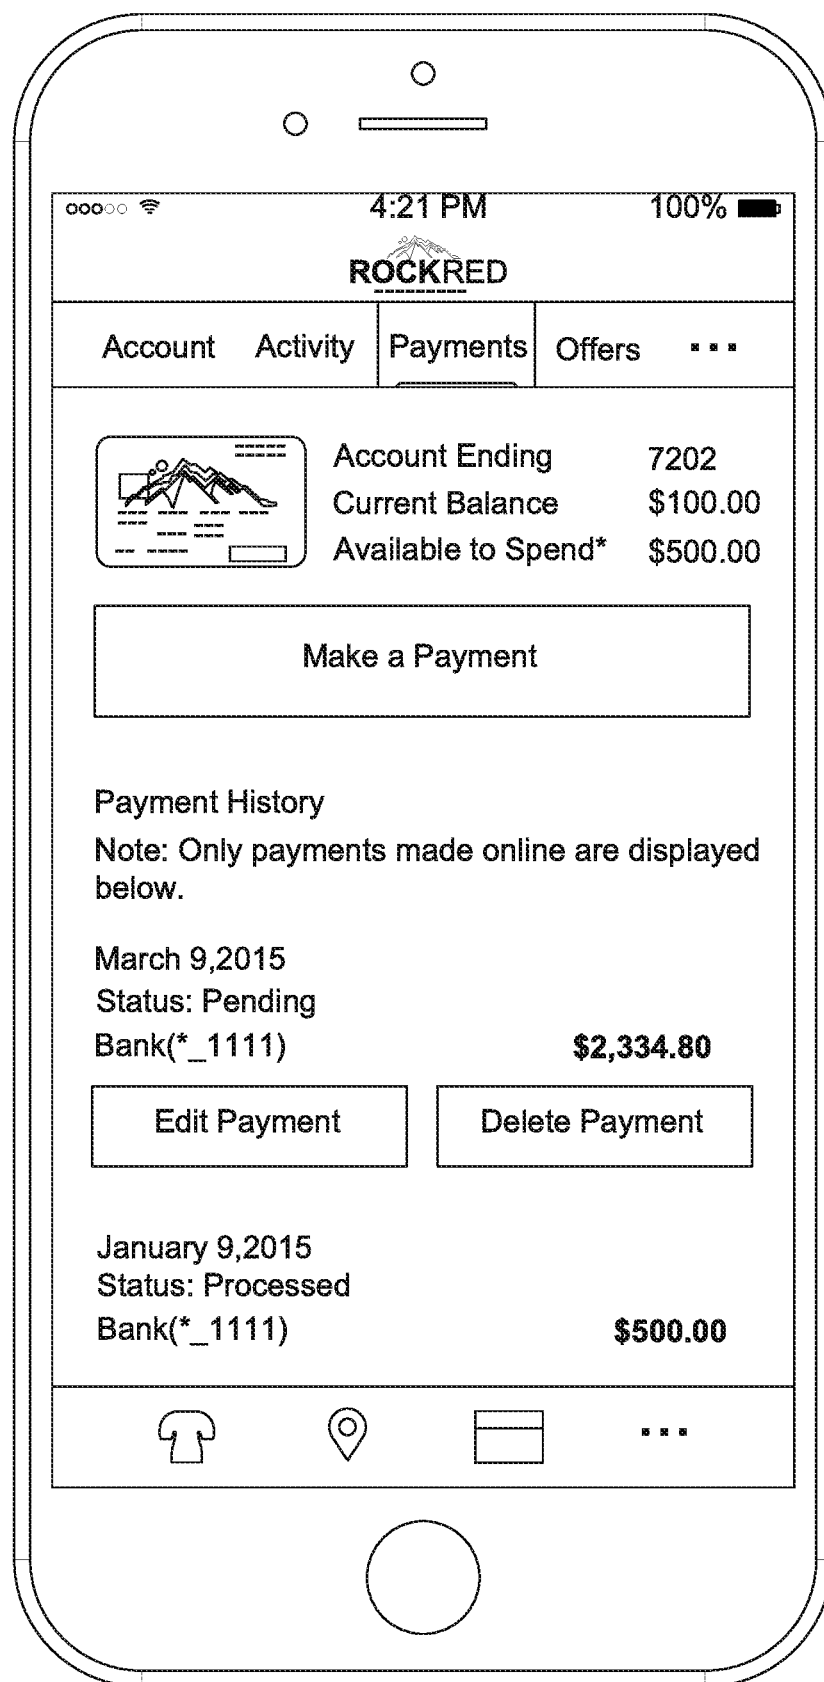 4:21 PM 100%
ROCKRED
Account Activity Payments Offers ...
Account Ending 7202
Current Balance $100.00
Available to Spend* $500.00
Make a Payment
Payment History
Note: Only payments made online are displayed
below.
March 9,2015
Status: Pending
Bank(*_1111) $2,334.80
Edit Payment Delete Payment
January 9,2015
Status: Processed
Bank(*_1111) $500.00
...